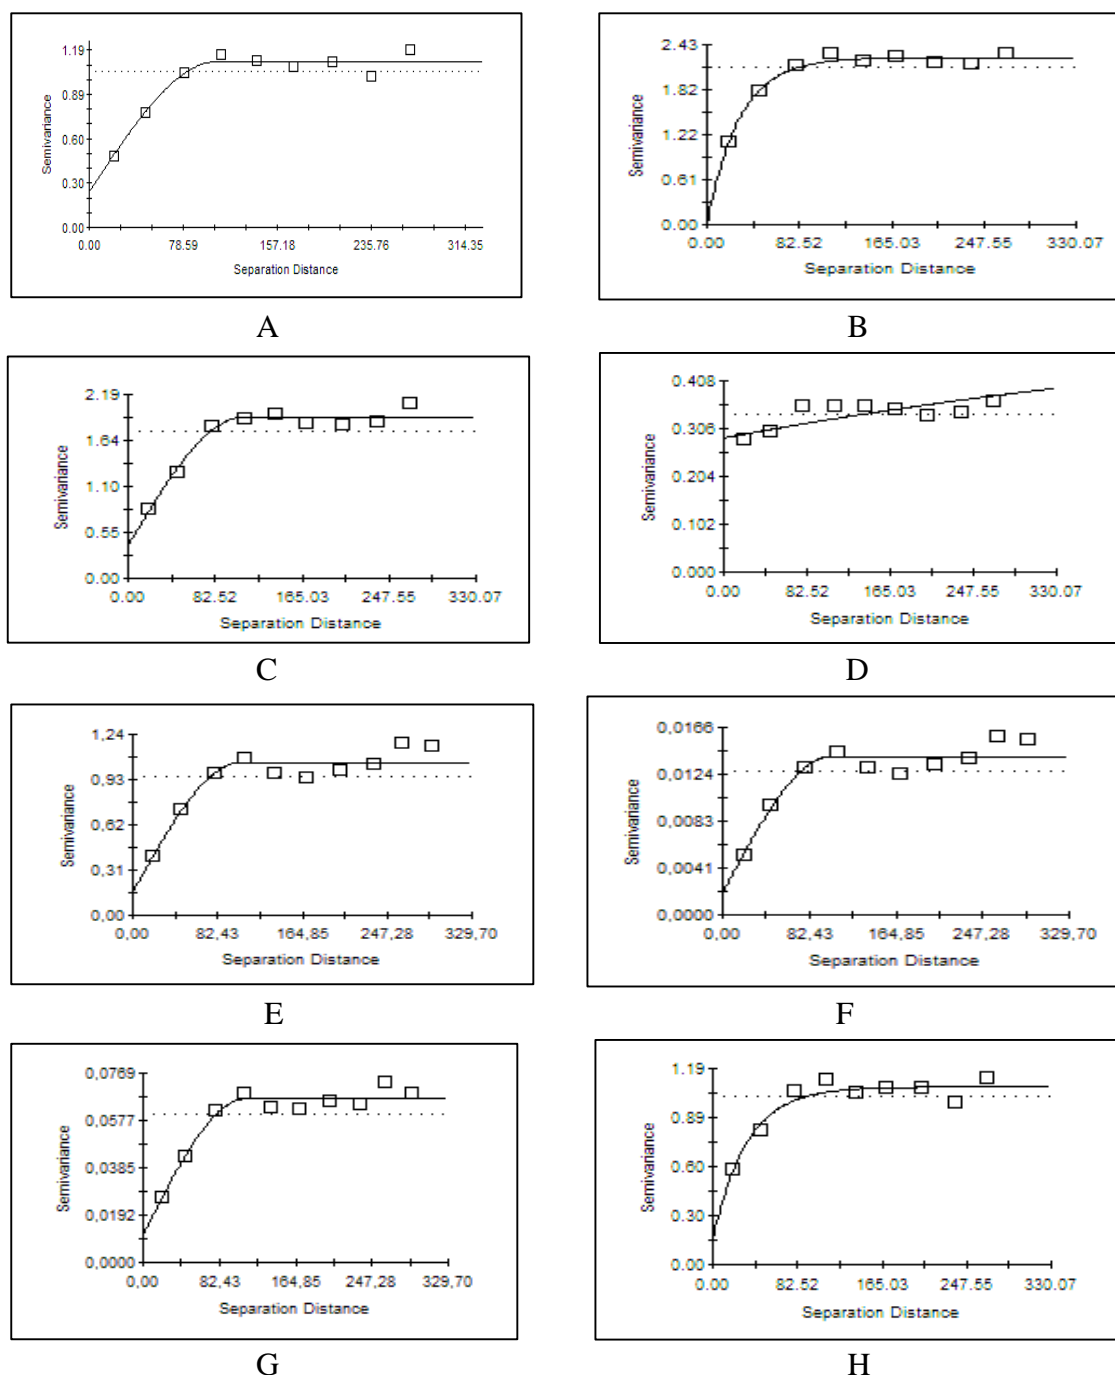 1.19
0.89
0.60
0.30
0.00
Semivariance
0.00 78.59 157.18 235.76 314.35
Separation Distance
A
2.43
1.82
1.22
0.61
0.00
Semivariance
0.00 82.52 165.03 247.55 330.07
Separation Distance
B
2.19
1.64
1.10
0.55
0.00
Semivariance
0.00 82.52 165.03 247.55 330.07
Separation Distance
C
0.408
0.306
0.204
0.102
0.000
Semivariance
0.00 82.52 165.03 247.55 330.07
Separation Distance
D
1,24
0,93
0,62
0,31
0,00
Semivariance
0,00 82,43 164,85 247,28 329,70
Separation Distance
E
0,0166
0,0124
0,0083
0,0041
0,0000
Semivariance
0,00 82,43 164,85 247,28 329,70
Separation Distance
F
0,0769
0,0577
0,0385
0,0192
0,0000
Semivariance
0,00 82,43 164,85 247,28 329,70
Separation Distance
G
1.19
0.89
0.60
0.30
0.00
Semivariance
0.00 82.52 165.03 247.55 330.07
Separation Distance
H